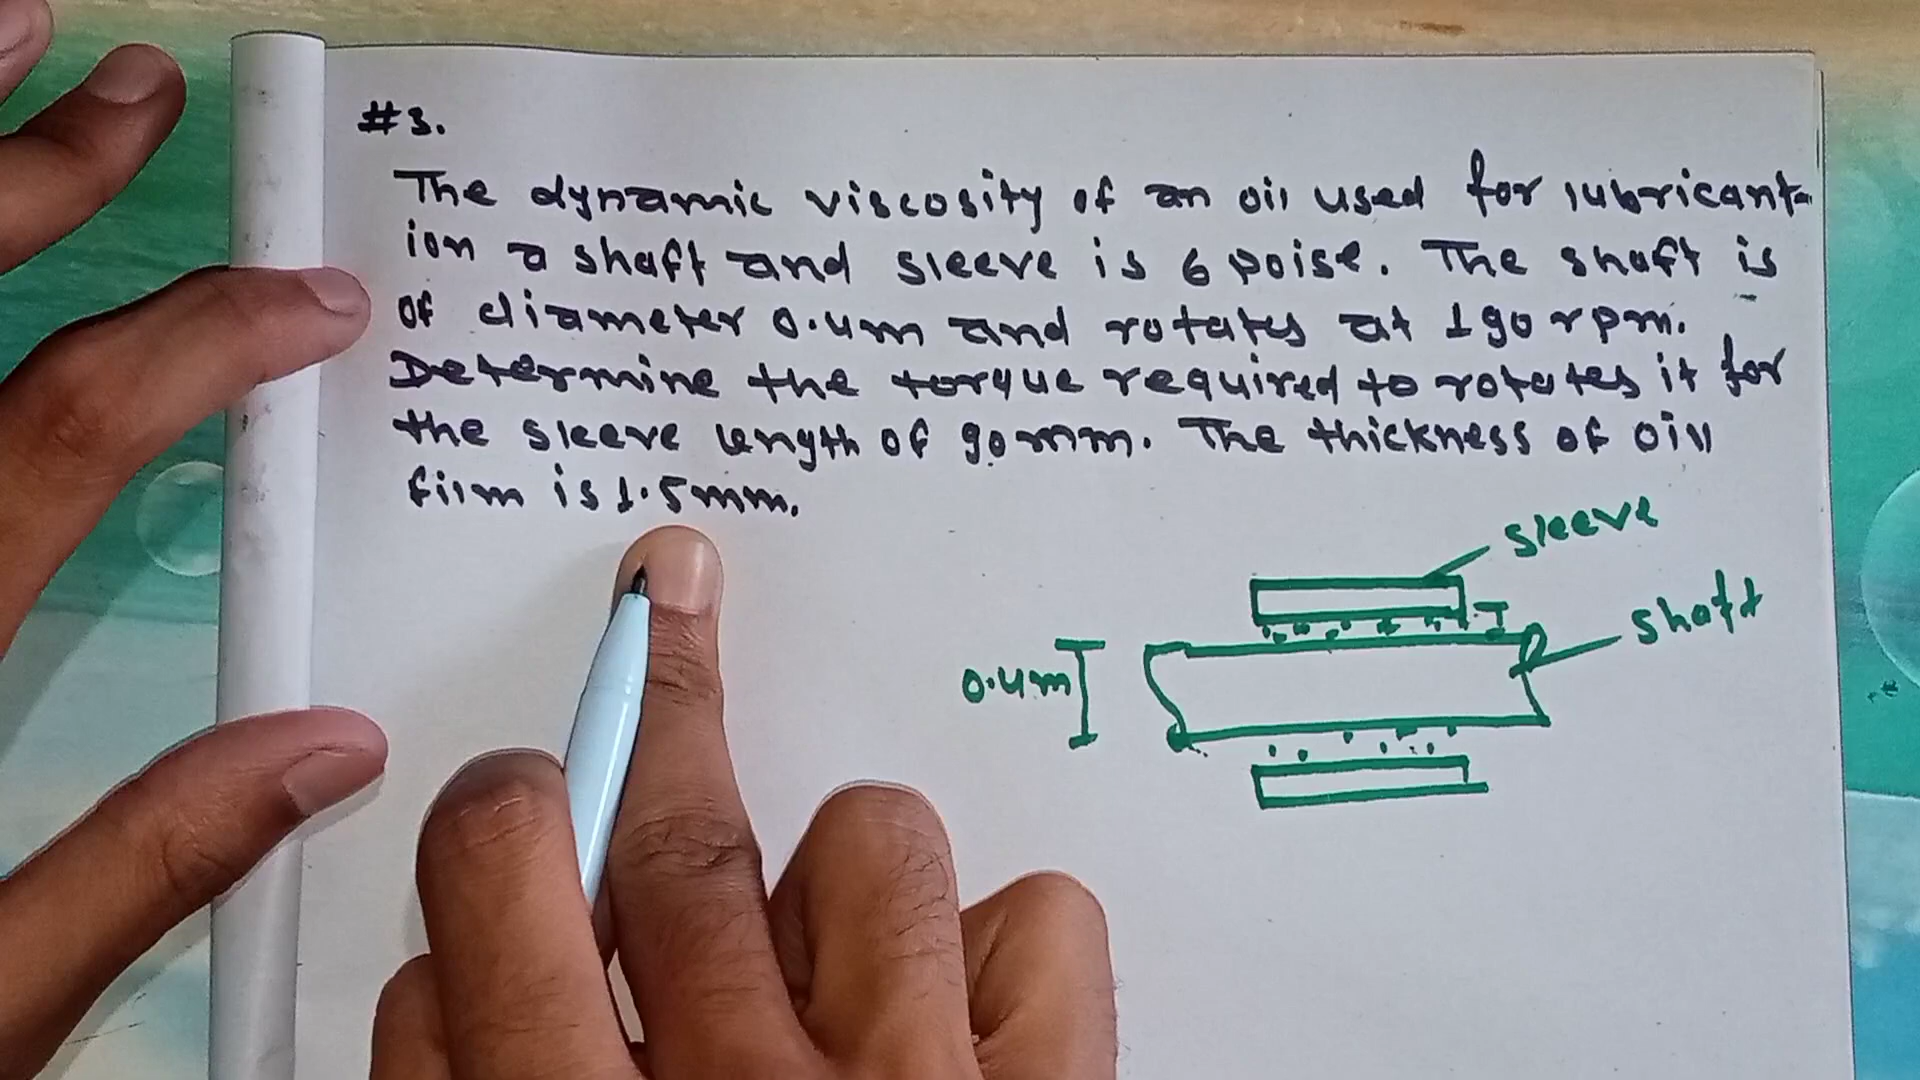 #3.
The dynamic viscosity of an oil used for lubricant-
ion a shaft and sleeve is 6 poise. The shaft is
of diameter 0.4m and rotates at 190 rpm.
Determine the torque required to rotates it for
the sleeve length of 90mm. The thickness of oill
film is 1.5mm.
sleeve
shaft
0.4m